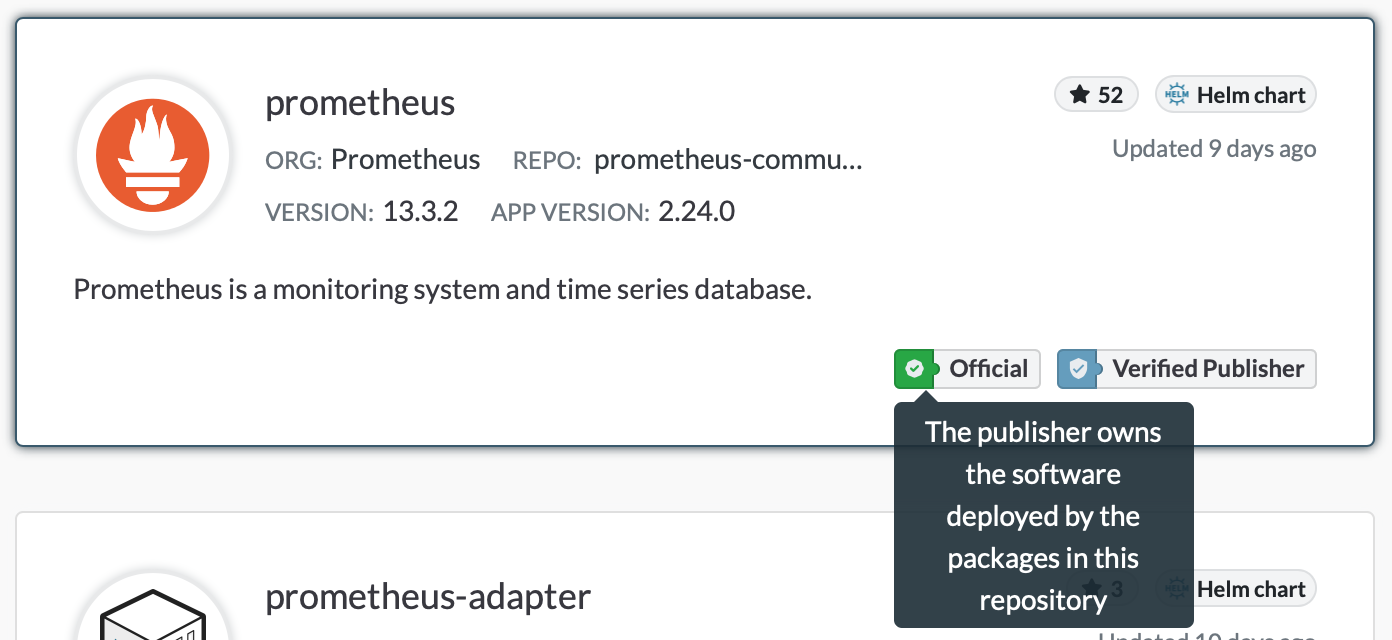 prometheus
52
HELM
Helm chart
ORG: Prometheus REPO: prometheus-commu...
Updated 9 days ago
VERSION: 13.3.2 APP VERSION: 2.24.0
Prometheus is a monitoring system and time series database.
Official
Verified Publisher
The publisher owns
the software
deployed by the
packages in this
repository
prometheus-adapter
3
HELM
Helm chart
Updated 10 days ago